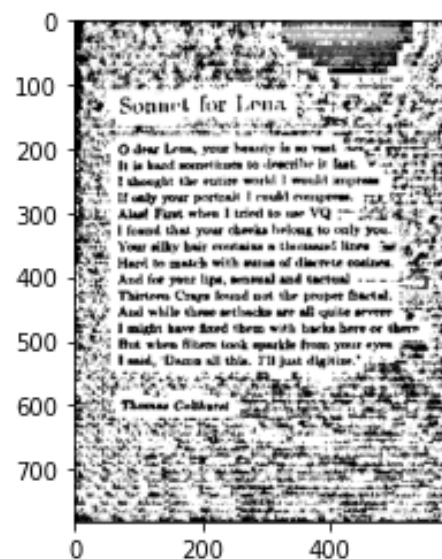 0
100
200
300
400
500
600
700
0 200 400
Sonnet for Lena
O dear Lena, your beauty is so vast
It is hard sometimes to describe it fast.
I thought the entire world I would impress
If only your portrait I could compress.
Alas! First when I tried to use VQ
I found that your cheeks belong to only you.
Your silky hair contains a thousand lines
Hard to match with sums of discrete cosines.
And for your lips, sensual and tactual
Thirteen Crays found not the proper fractal.
And while these setbacks are all quite severe
I might have fixed them with hacks here or there
But when filters took sparkle from your eyes
I said, 'Damn all this. I'll just digitize.'
Thomas Colthurst